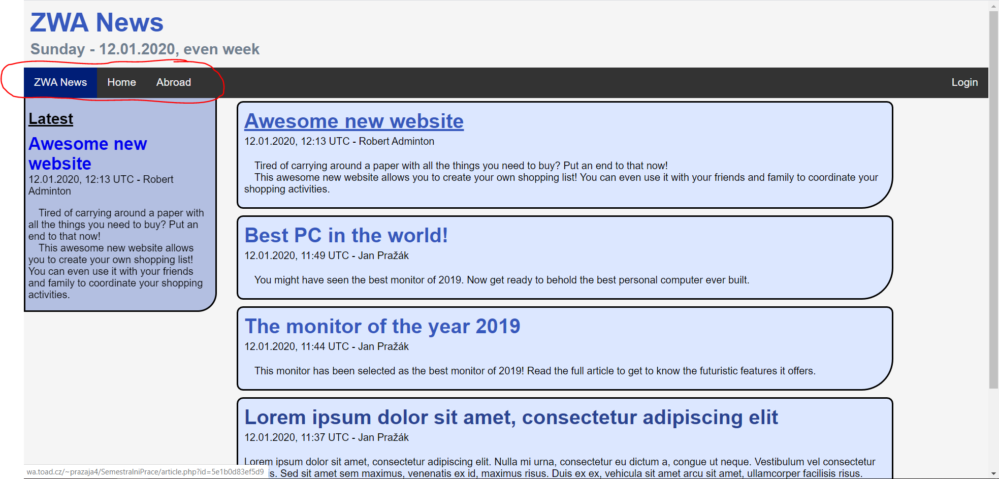 ZWA News
Sunday - 12.01.2020, even week
ZWA News
Home
Abroad
Login
Latest
Awesome new
website
12.01.2020, 12:13 UTC - Robert
Adminton
Tired of carrying around a paper with
all the things you need to buy? Put an
end to that now!
This awesome new website allows
you to create your own shopping list!
You can even use it with your friends
and family to coordinate your shopping
activities.
Awesome new website
12.01.2020, 12:13 UTC - Robert Adminton
Tired of carrying around a paper with all the things you need to buy? Put an end to that now!
This awesome new website allows you to create your own shopping list! You can even use it with your friends and family to coordinate your
shopping activities.
Best PC in the world!
12.01.2020, 11:49 UTC - Jan Pražák
You might have seen the best monitor of 2019. Now get ready to behold the best personal computer ever built.
The monitor of the year 2019
12.01.2020, 11:44 UTC - Jan Pražák
This monitor has been selected as the best monitor of 2019! Read the full article to get to know the futuristic features it offers.
Lorem ipsum dolor sit amet, consectetur adipiscing elit
12.01.2020, 11:37 UTC - Jan Pražák
Lorem ipsum dolor sit amet, consectetur adipiscing elit. Nulla mi urna, consectetur eu dictum a, congue ut neque. Vestibulum vel consectetur
s. Sed sit amet sem maximus, venenatis ex id, maximus risus. Duis ex ex, vehicula sit amet arcu sit amet, ullamcorper facilisis risus.
wa.toad.cz/~prazaja4/SemestralniPrace/article.php?id=5e1b0d83ef5d9